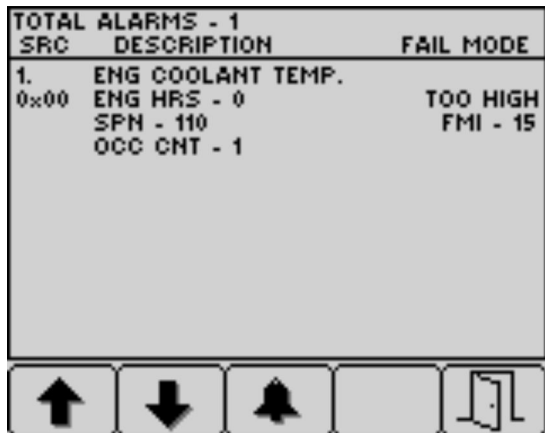 TOTAL ALARMS - 1
SRC DESCRIPTION FAIL MODE
1. ENG COOLANT TEMP.
0x00 ENG HRS - 0 TOO HIGH
SPN - 110 FMI - 15
OCC CNT - 1